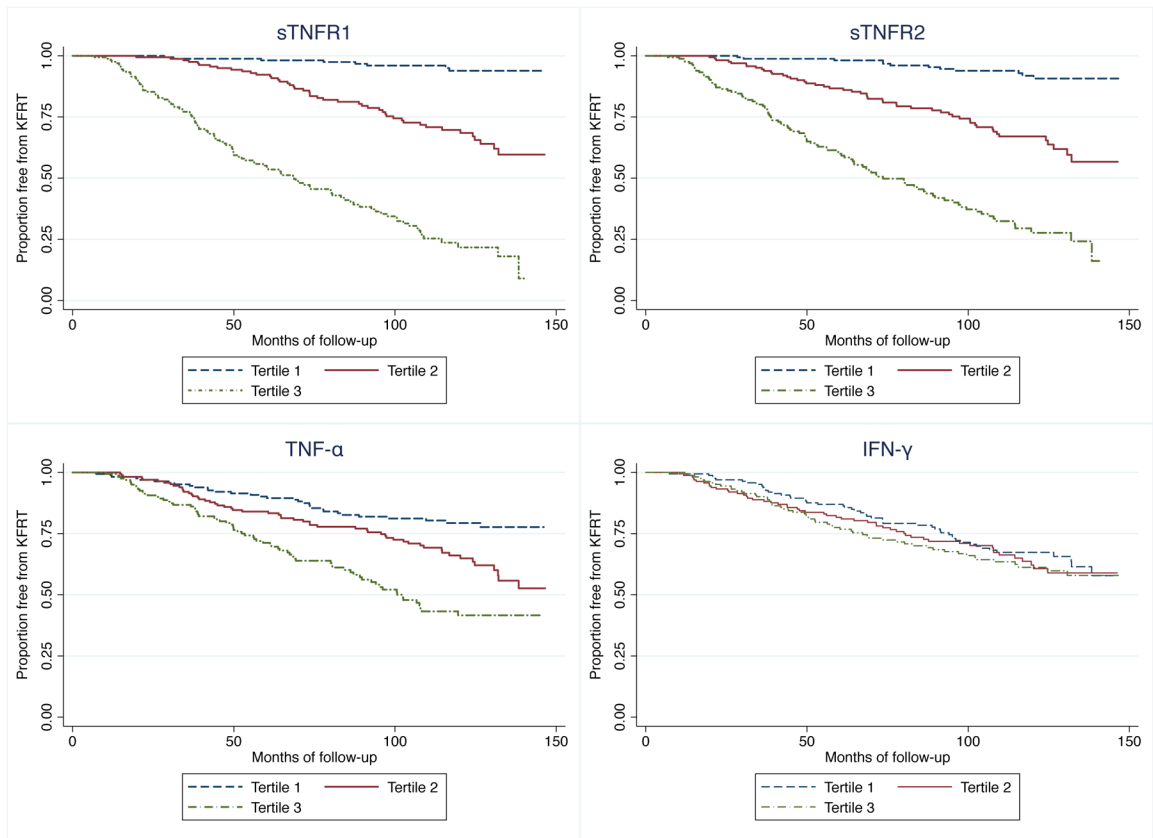 sTNFR1
Proportion free from KFRT
1.00
0.75
0.50
0.25
0.00
0 50 100 150
Months of follow-up
Tertile 1 Tertile 2
Tertile 3
sTNFR2
Proportion free from KFRT
1.00
0.75
0.50
0.25
0.00
0 50 100 150
Months of follow-up
Tertile 1 Tertile 2
Tertile 3
TNF-α
Proportion free from KFRT
1.00
0.75
0.50
0.25
0.00
0 50 100 150
Months of follow-up
Tertile 1 Tertile 2
Tertile 3
IFN-γ
Proportion free from KFRT
1.00
0.75
0.50
0.25
0.00
0 50 100 150
Months of follow-up
Tertile 1 Tertile 2
Tertile 3